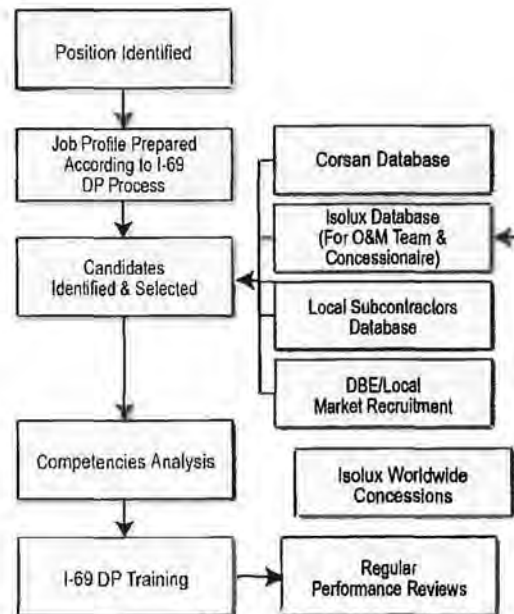 Position Identified
Job Profile Prepared
According to I-69
DP Process
Corsan Database
Isolux Database
(For O&M Team &
Concessionaire)
Candidates
Identified & Selected
Local Subcontractors
Database
DBE/Local
Market Recruitment
Competencies Analysis
Isolux Worldwide
Concessions
I-69 DP Training
Regular
Performance Reviews